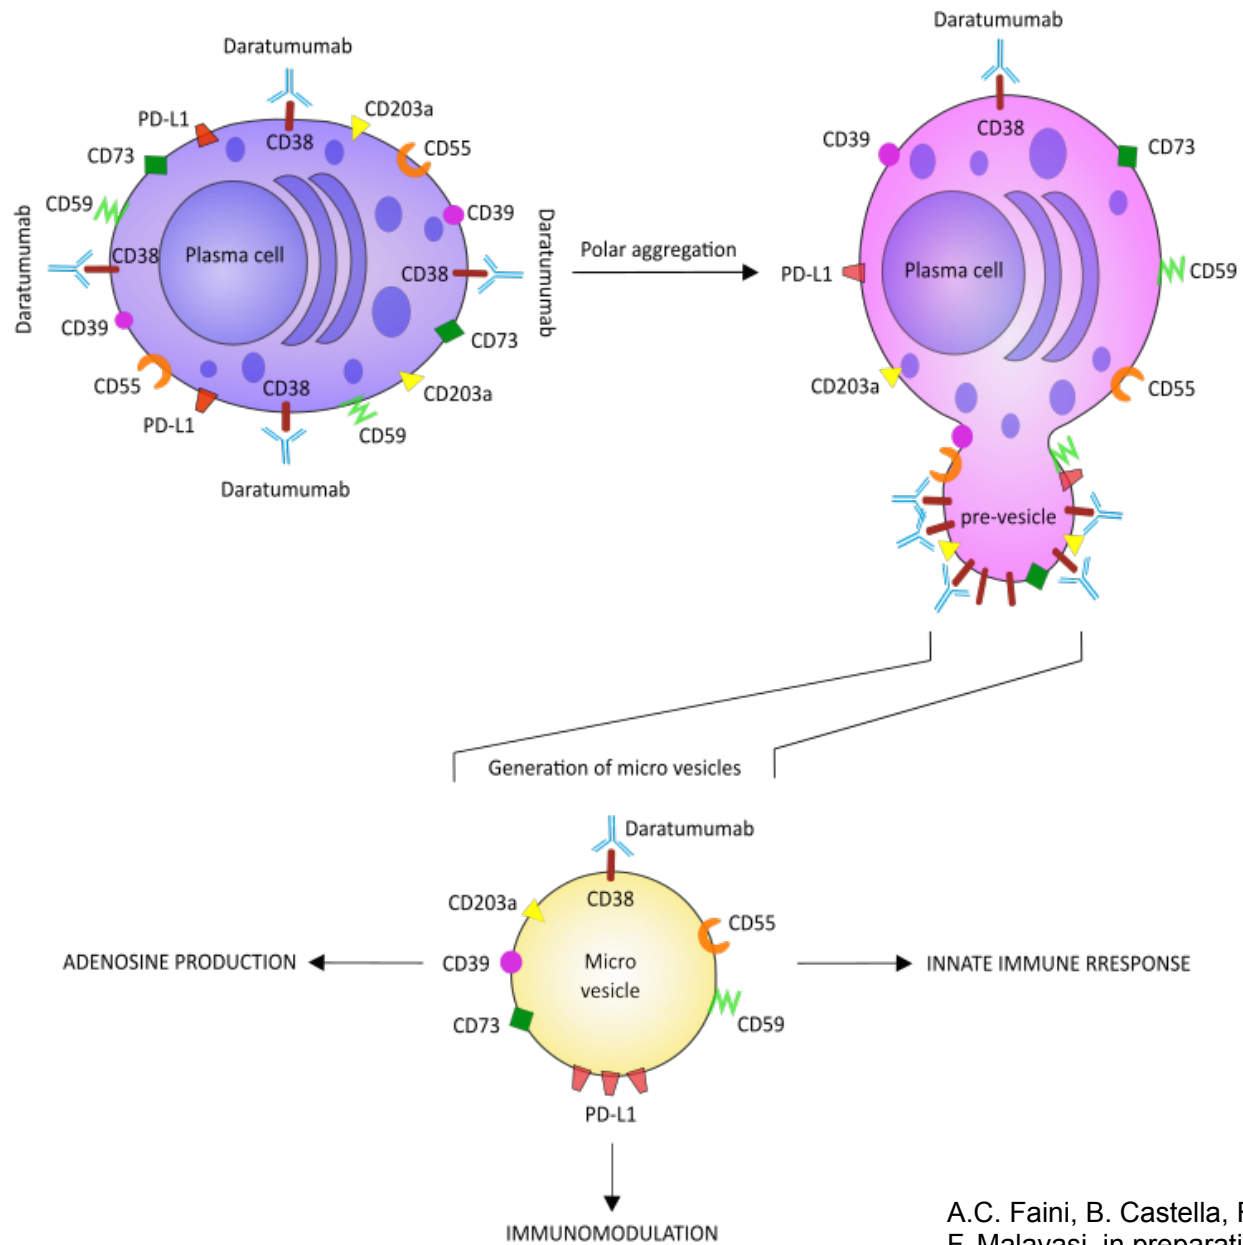 Daratumumab
PD-L1
CD38
CD203a
CD73
CD55
CD59
CD39
Daratumumab
CD38
Plasma cell
CD38
Daratumumab
CD39
CD73
CD55
CD38
CD203a
PD-L1
CD59
Daratumumab
Polar aggregation
Daratumumab
CD39
CD38
CD73
PD-L1
Plasma cell
CD59
CD203a
CD55
pre-vesicle
Generation of micro vesicles
Daratumumab
CD203a
CD38
CD55
ADENOSINE PRODUCTION
CD39
Micro
vesicle
INNATE IMMUNE RRESPONSE
CD73
CD59
PD-L1
IMMUNOMODULATION
A.C. Faini, B. Castella,
F. Malavasi, in